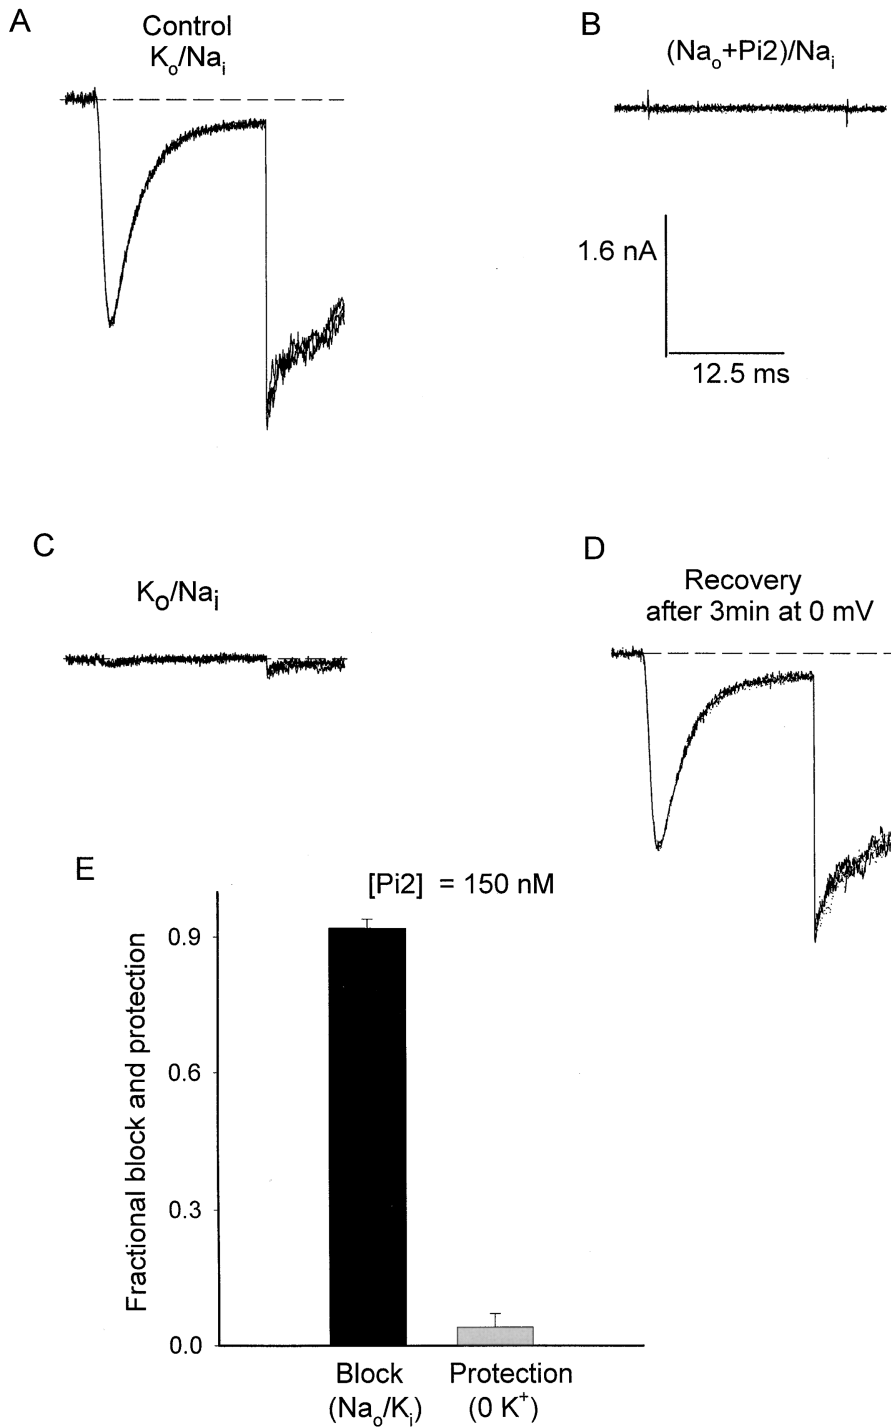 A
Control
Kₒ/Naᵢ
B
(Naₒ+Pi2)/Naᵢ
1.6 nA
12.5 ms
C
Kₒ/Naᵢ
D
Recovery
after 3min at 0 mV
E
[Pi2] = 150 nM
Fractional block and protection
0.9
0.6
0.3
0.0
Block
(Naₒ/Kᵢ)
Protection
(0 K⁺)